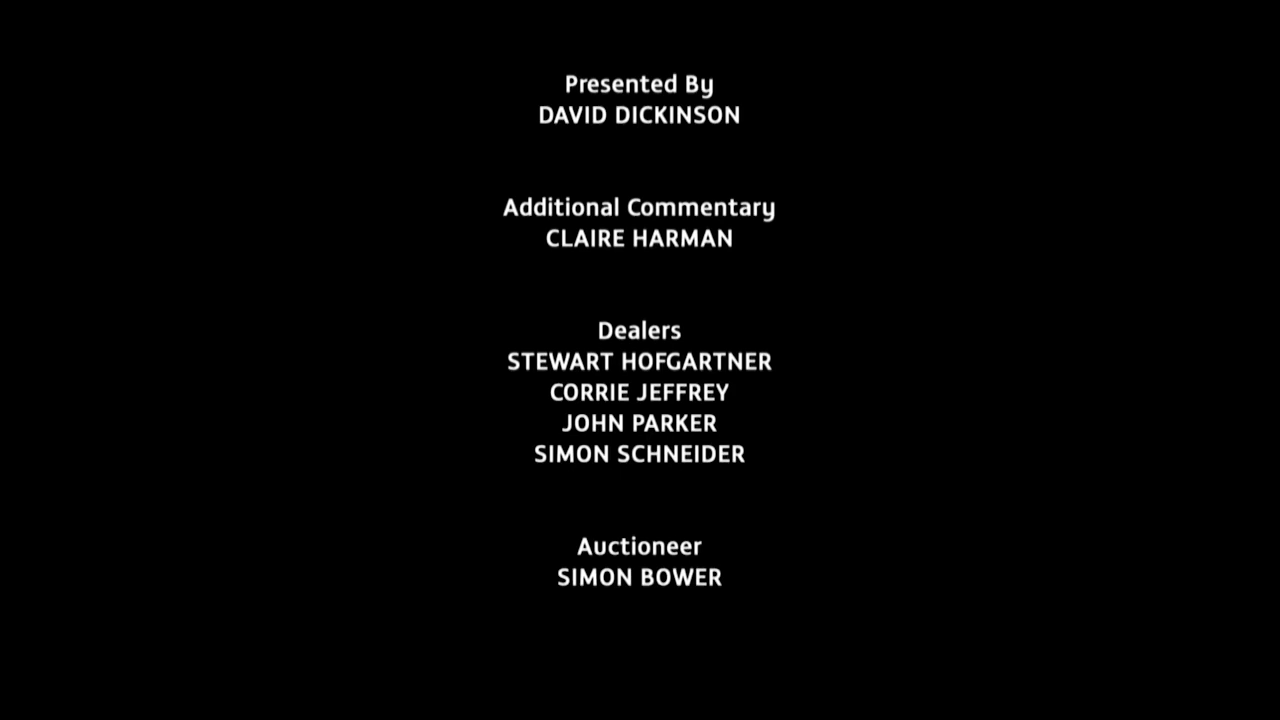 Presented By
DAVID DICKINSON
Additional Commentary
CLAIRE HARMAN
Dealers
STEWART HOFGARTNER
CORRIE JEFFREY
JOHN PARKER
SIMON SCHNEIDER
Auctioneer
SIMON BOWER